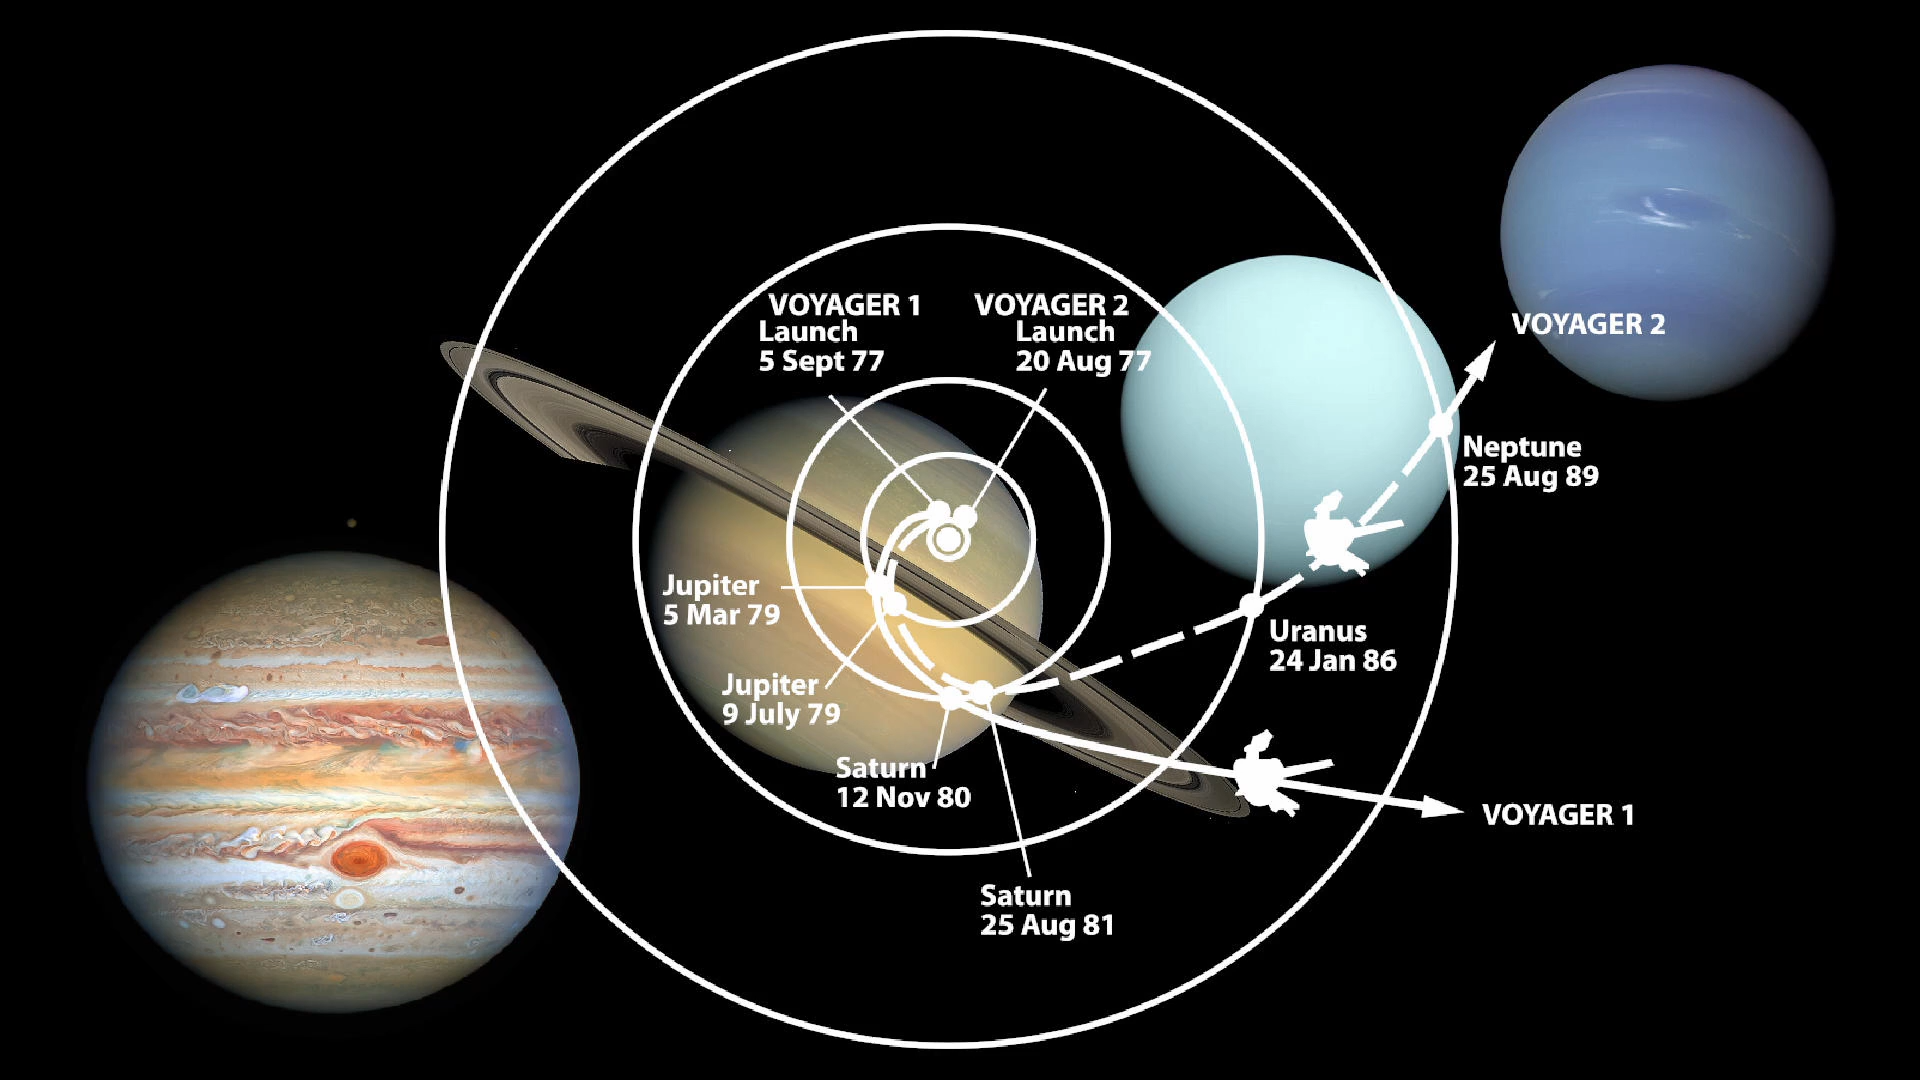 VOYAGER 1
Launch
5 Sept 77
VOYAGER 2
Launch
20 Aug 77
VOYAGER 2
Neptune
25 Aug 89
Jupiter
5 Mar 79
Uranus
24 Jan 86
Jupiter
9 July 79
Saturn
12 Nov 80
VOYAGER 1
Saturn
25 Aug 81